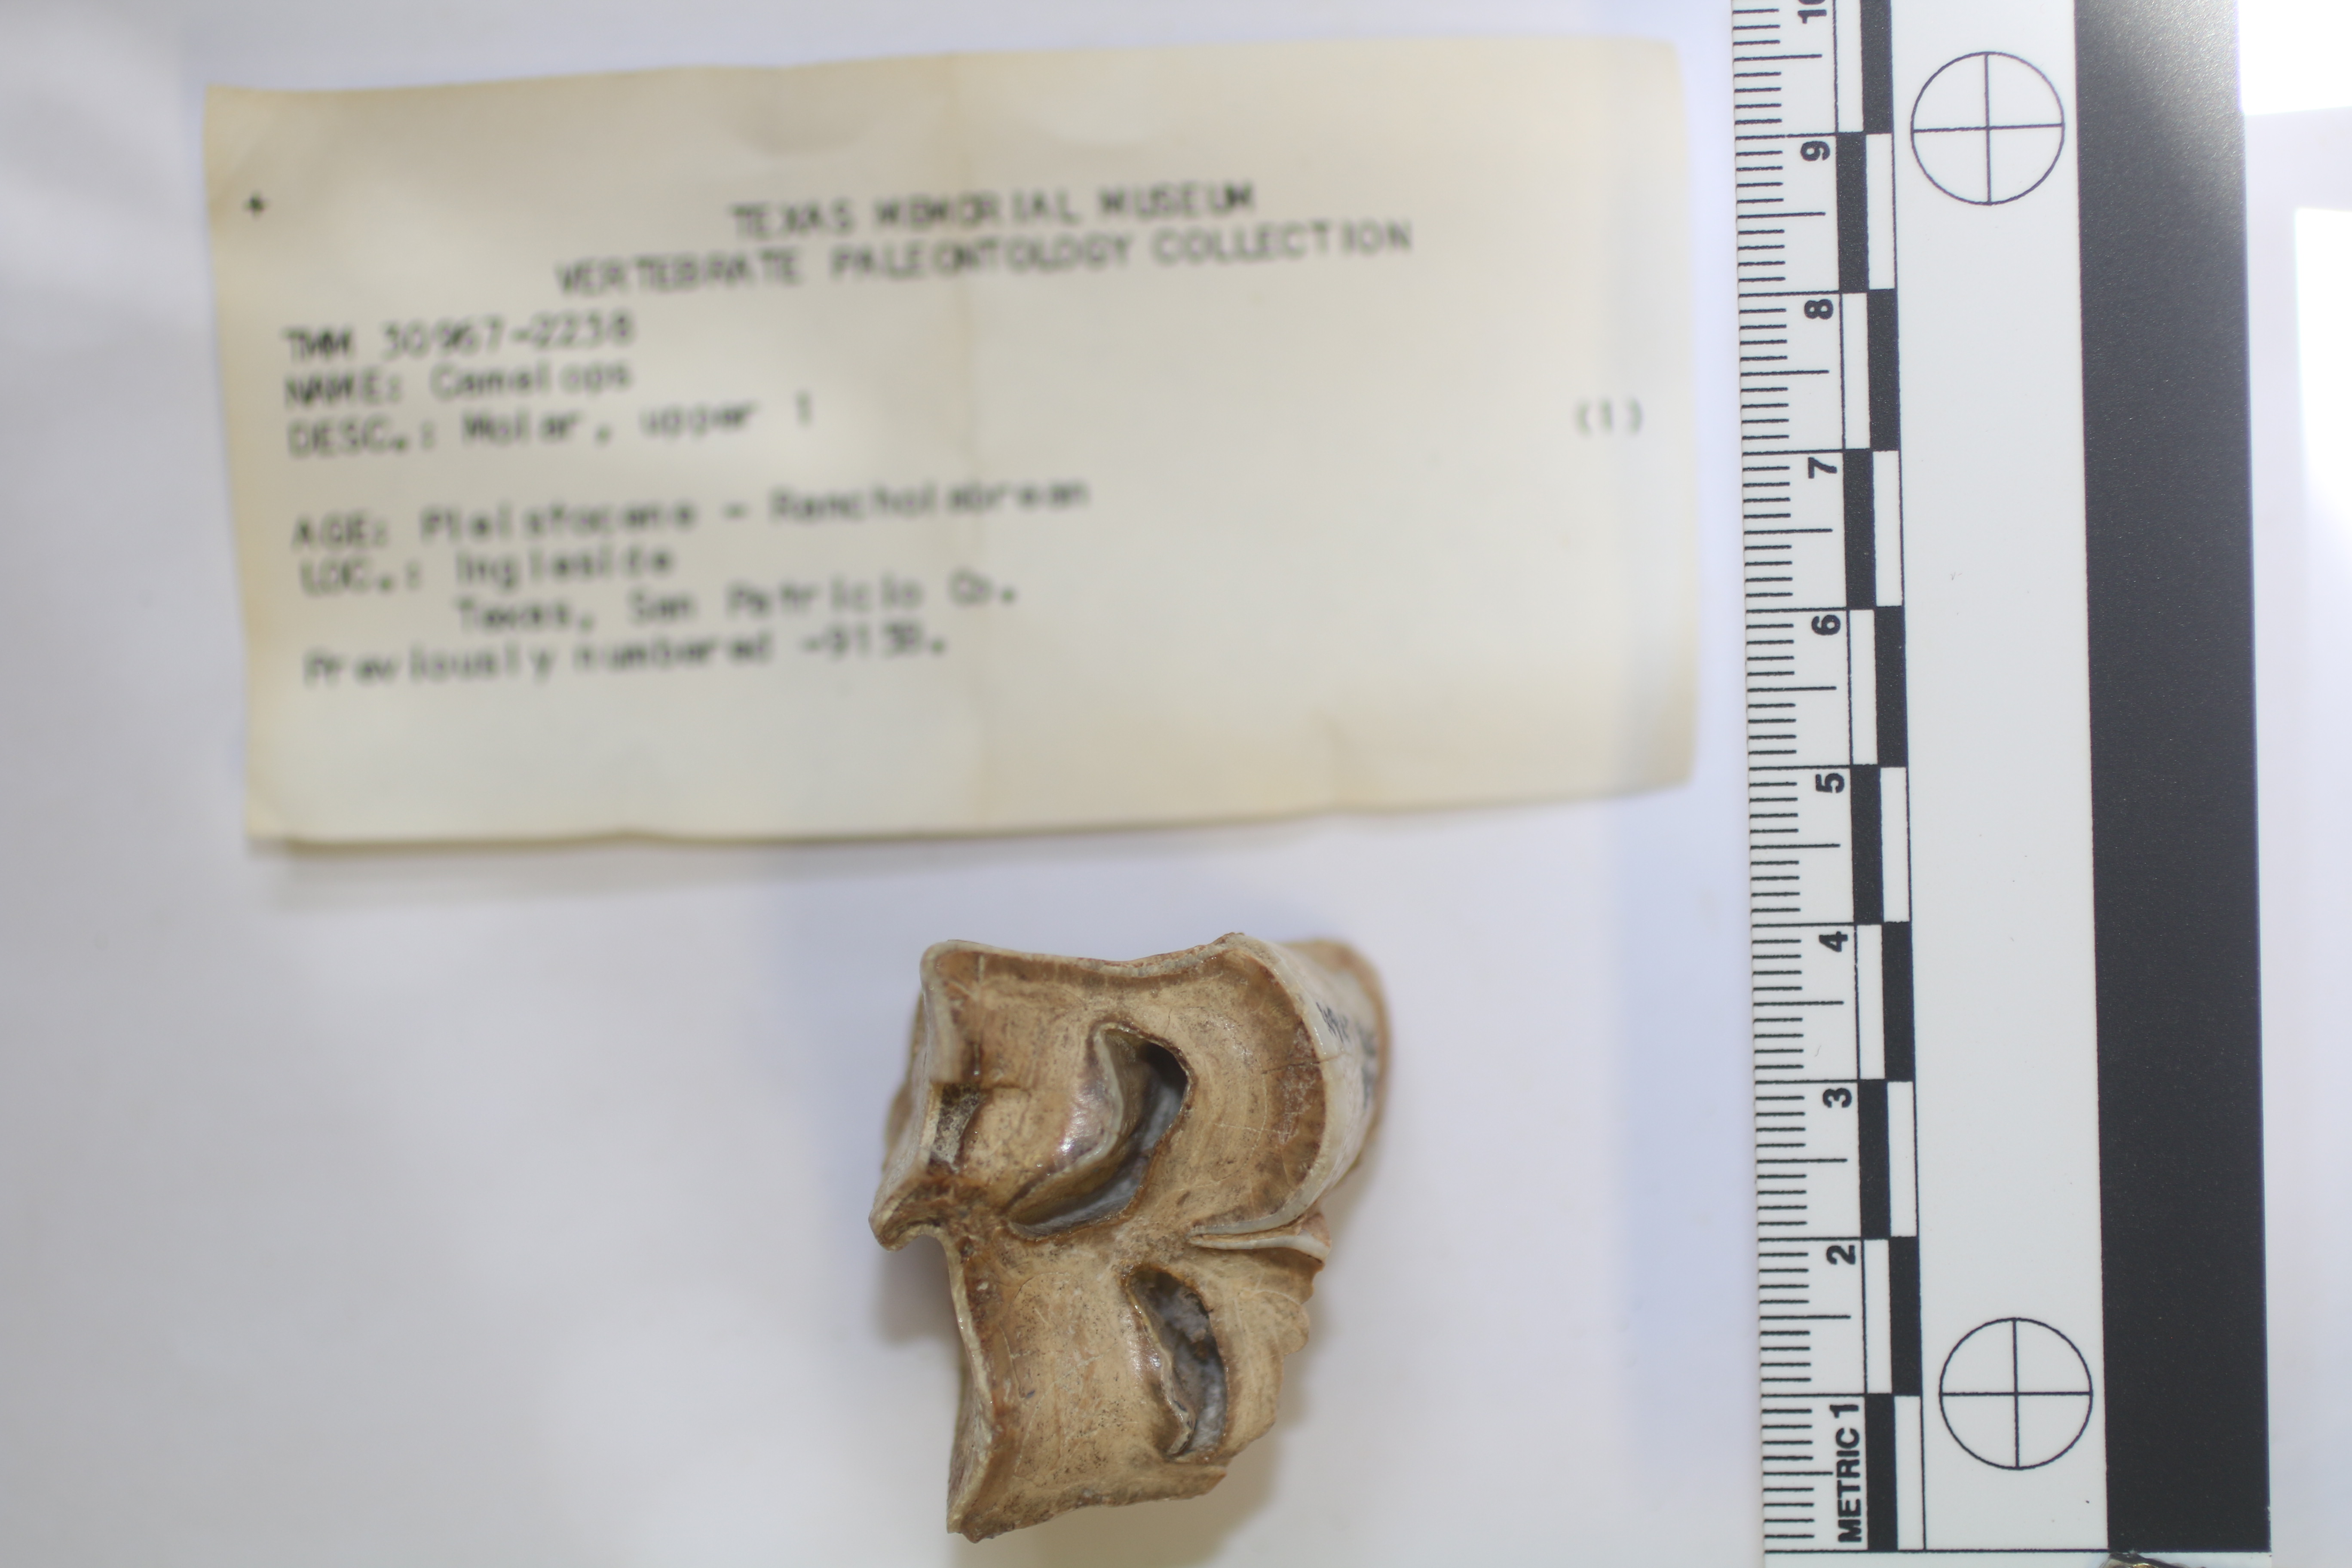 TEXAS MEMORIAL MUSEUM
VERTEBRATE PALEONTOLOGY COLLECTION
TMM 30967-2238
NAME: Camelops
DESC.: Molar, upper 1 (1)
AGE: Pleistocene - Rancholabrean
LOC.: Ingleside
Texas, San Patricio Co.
Previously numbered -913B.
10
9
8
7
6
5
4
3
2
METRIC 1